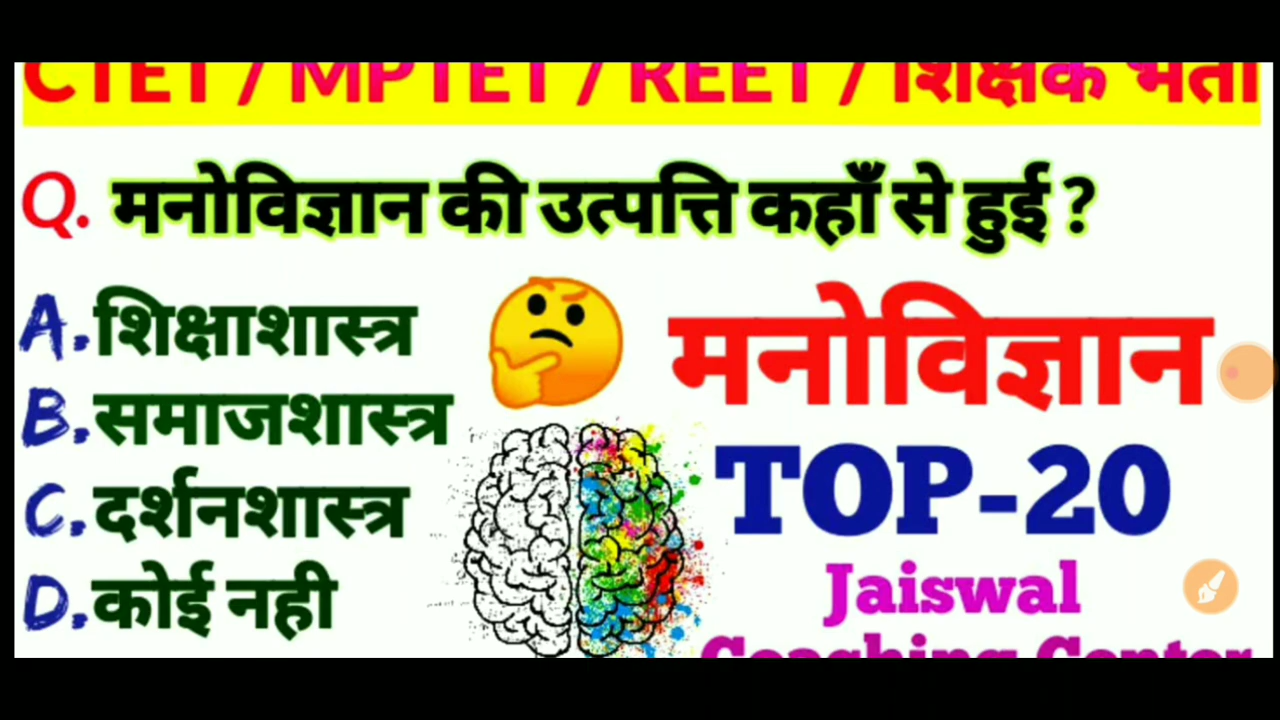 CTET / MPTET / REET / शिक्षक भर्ती
Q. मनोविज्ञान की उत्पत्ति कहाँ से हुई ?
A. शिक्षाशास्त्र
B. समाजशास्त्र
C. दर्शनशास्त्र
D. कोई नही
मनोविज्ञान
TOP-20
Jaiswal
Coaching Center